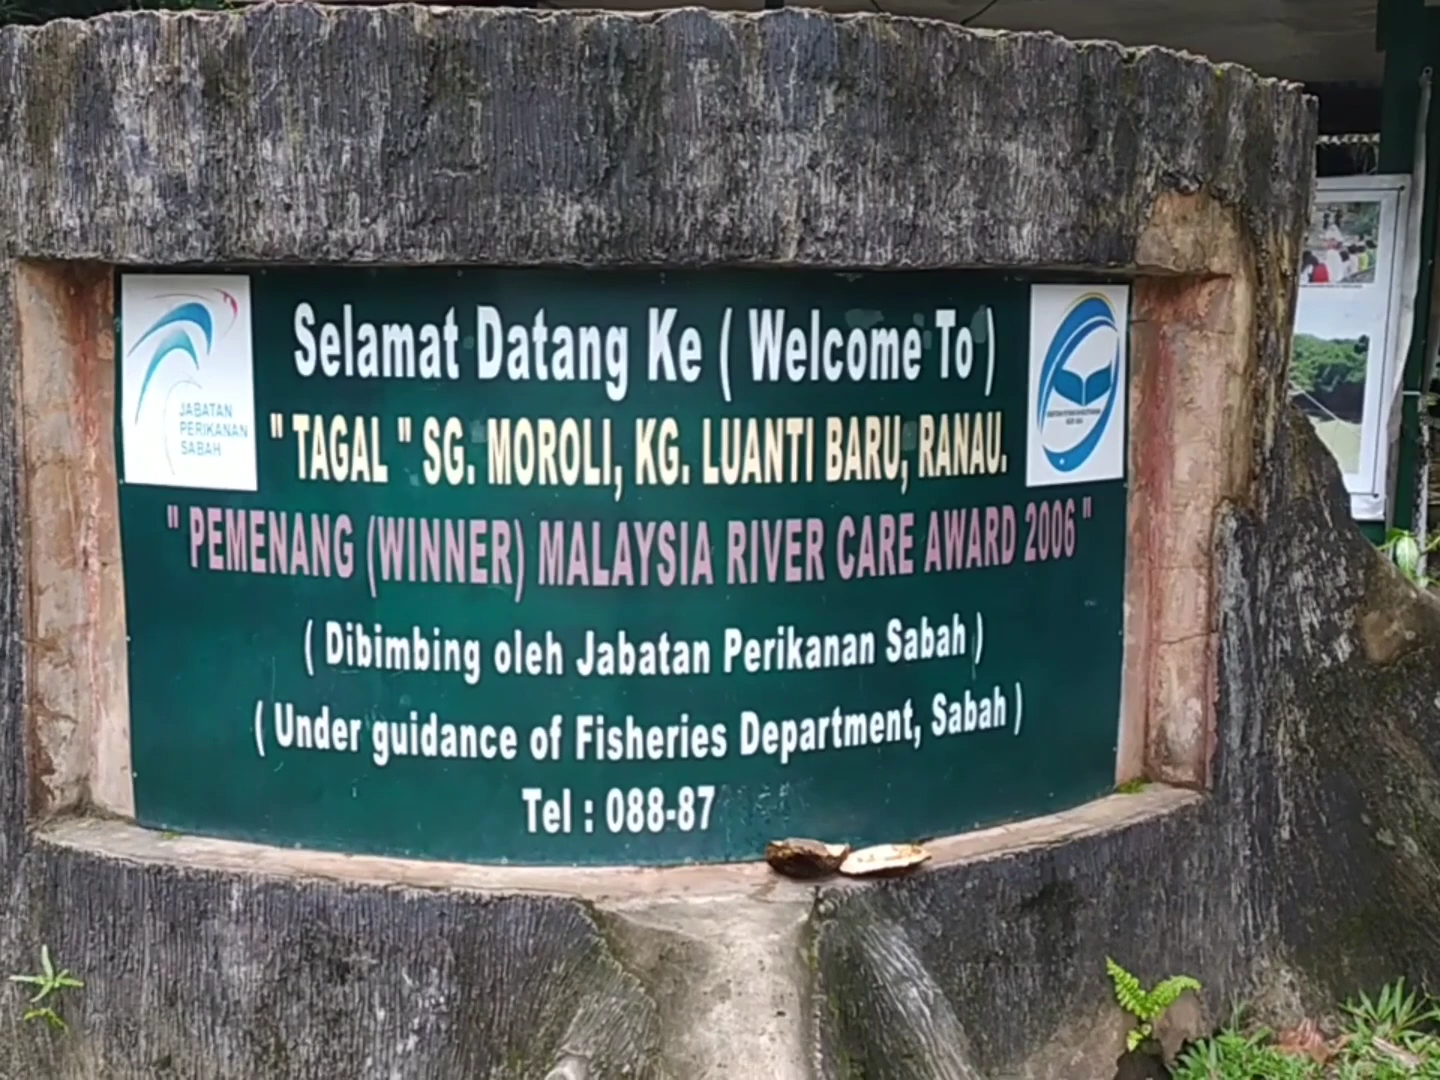 Selamat Datang Ke ( Welcome To )
" TAGAL " SG. MOROLI, KG. LUANTI BARU, RANAU.
" PEMENANG (WINNER) MALAYSIA RIVER CARE AWARD 2006 "
( Dibimbing oleh Jabatan Perikanan Sabah )
( Under guidance of Fisheries Department, Sabah )
Tel : 088-87
JABATAN
PERIKANAN
SABAH